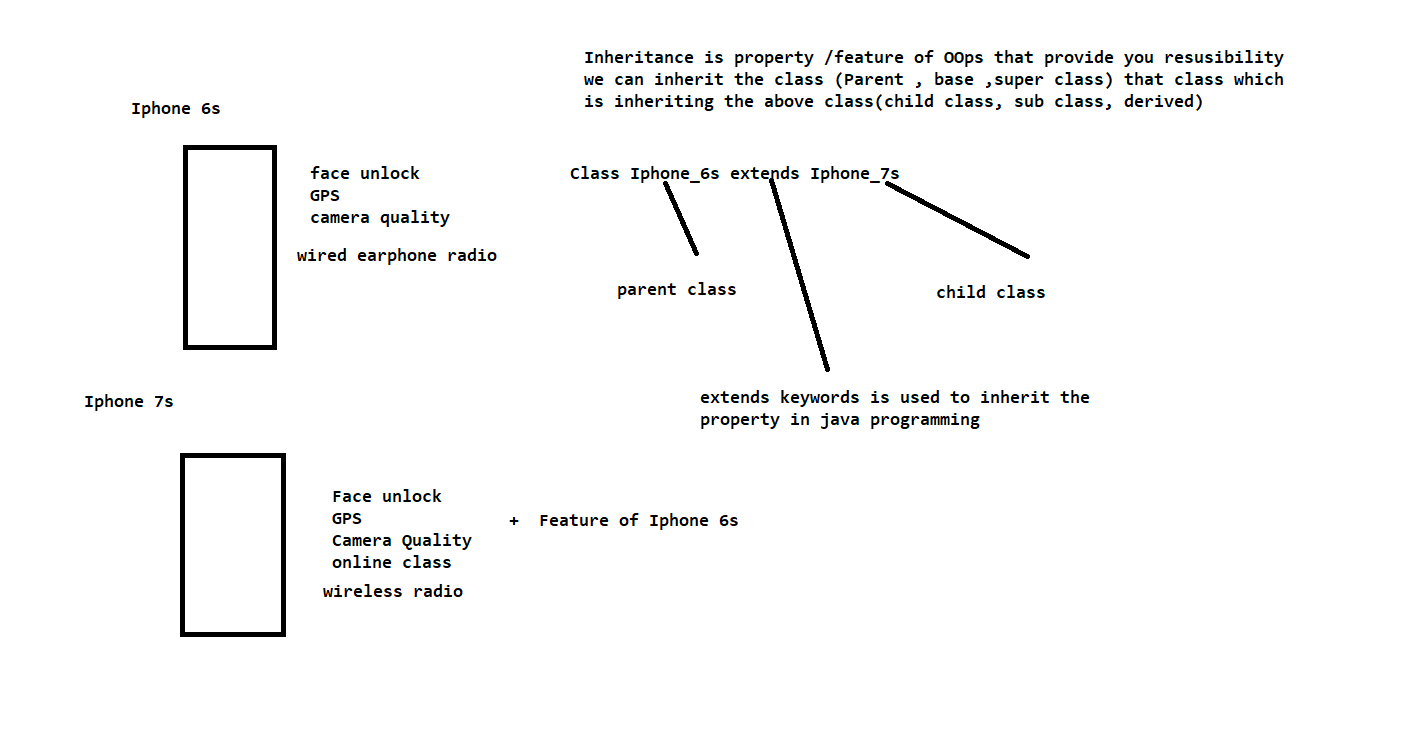 Inheritance is property /feature of OOps that provide you resusibility
we can inherit the class (Parent , base ,super class) that class which
is inheriting the above class(child class, sub class, derived)
Iphone 6s
face unlock
GPS
camera quality
wired earphone radio
Class Iphone_6s extends Iphone_7s
parent class
child class
extends keywords is used to inherit the
property in java programming
Iphone 7s
Face unlock
GPS
Camera Quality
online class
wireless radio
+ Feature of Iphone 6s